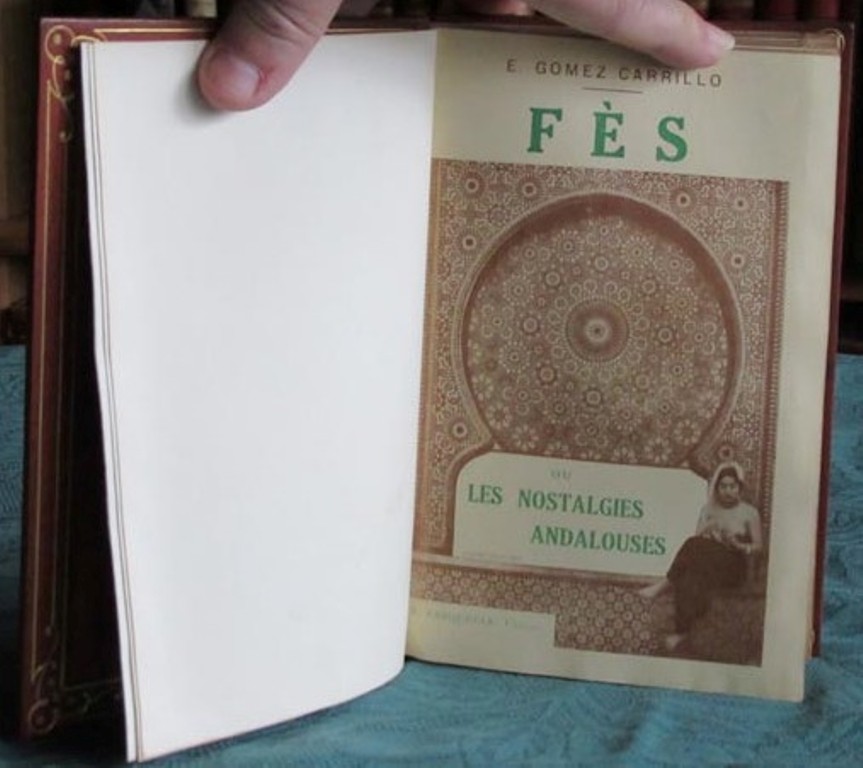 E. GOMEZ CARRILLO
FÈS
OU
LES NOSTALGIES
ANDALOUSES